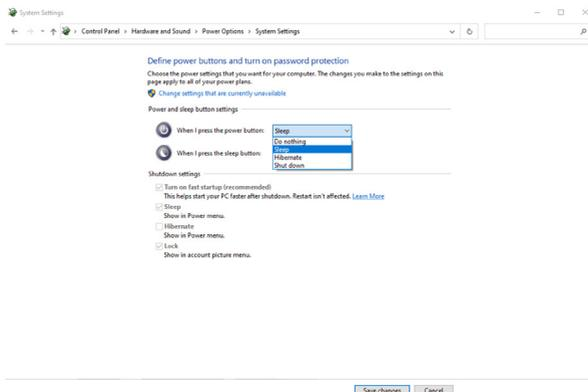 System Settings
Control Panel > Hardware and Sound > Power Options > System Settings
Define power buttons and turn on password protection
Choose the power settings that you want for your computer. The changes you make to the settings on this
page apply to all of your power plans.
Change settings that are currently unavailable
Power and sleep button settings
When I press the power button: Sleep
Do nothing
Sleep
When I press the sleep button:
Hibernate
Shut down
Shutdown settings
Turn on fast startup (recommended)
This helps start your PC faster after shutdown. Restart isn't affected. Learn More
Sleep
Show in Power menu.
Hibernate
Show in Power menu.
Lock
Show in account picture menu.
Save changes Cancel